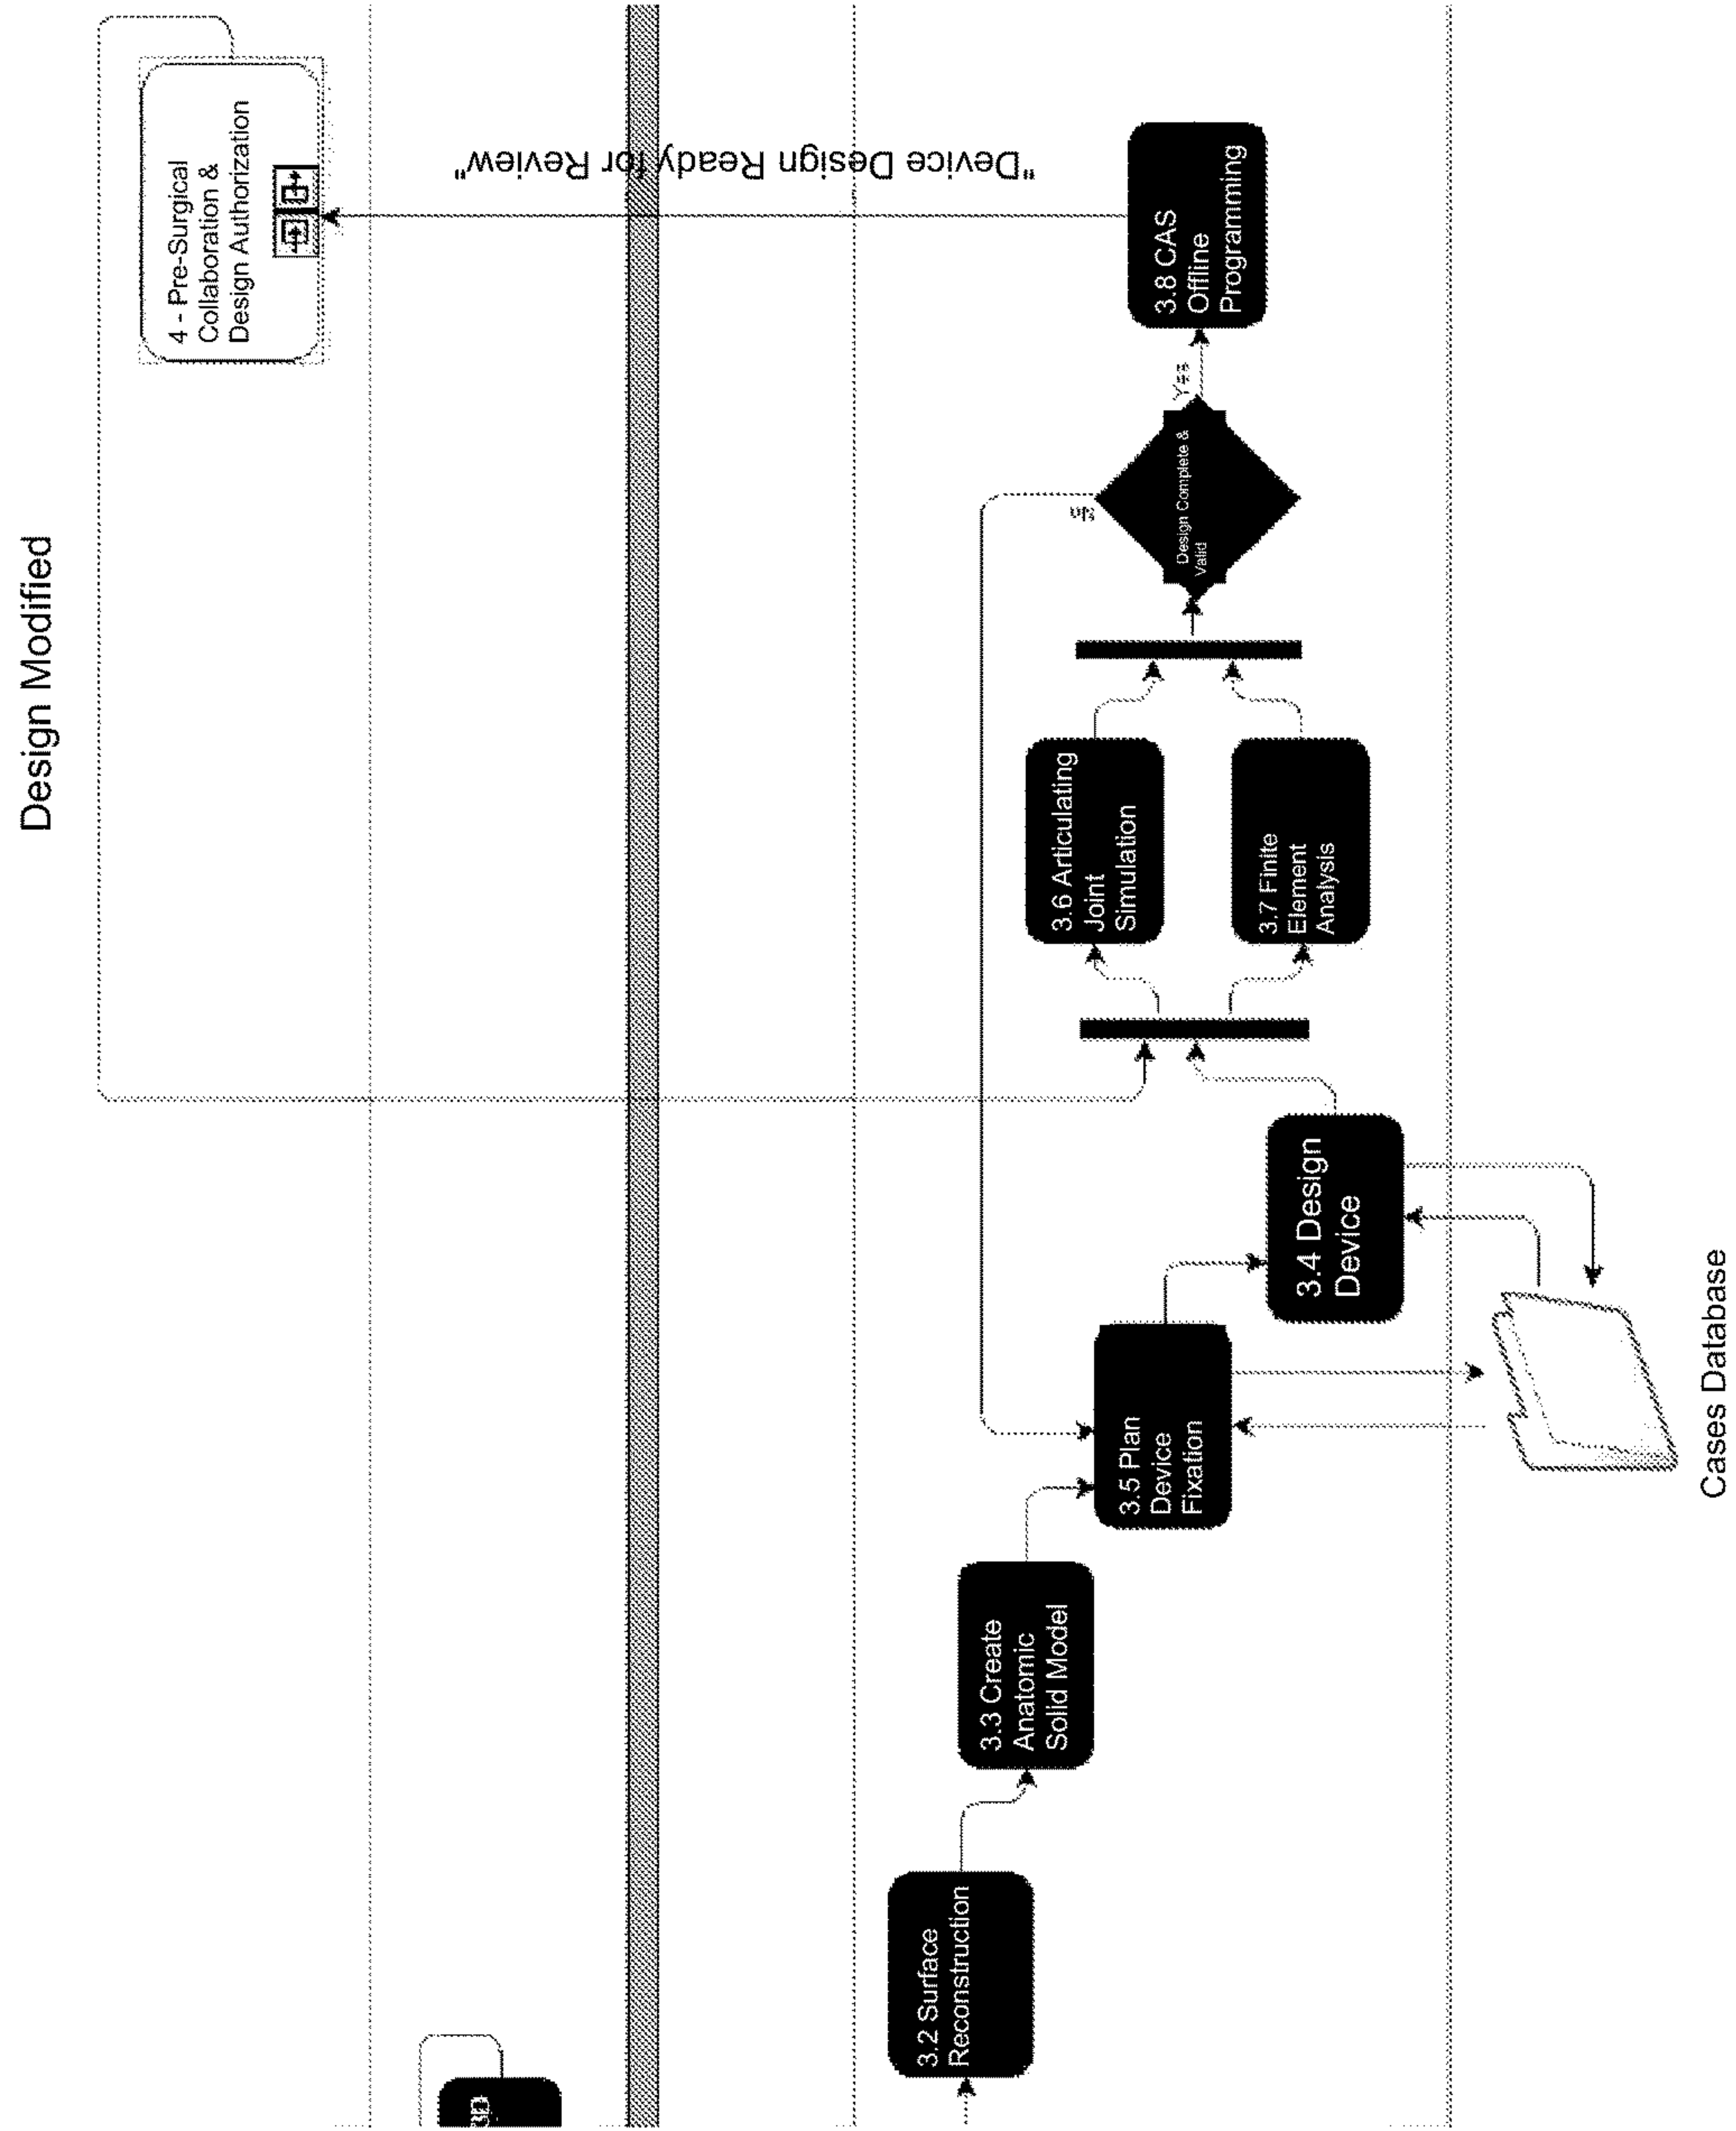 Design Modified
4 - Pre-Surgical
Collaboration &
Design Authorization
"Device Design Ready for Review"
3D
3.2 Surface
Reconstruction
3.3 Create
Anatomic
Solid Model
3.5 Plan
Device
Fixation
3.4 Design
Device
3.6 Articulating
Joint
Simulation
3.7 Finite
Element
Analysis
Design Complete &
Valid
No
Yes
3.8 CAS
Offline
Programming
Cases Database